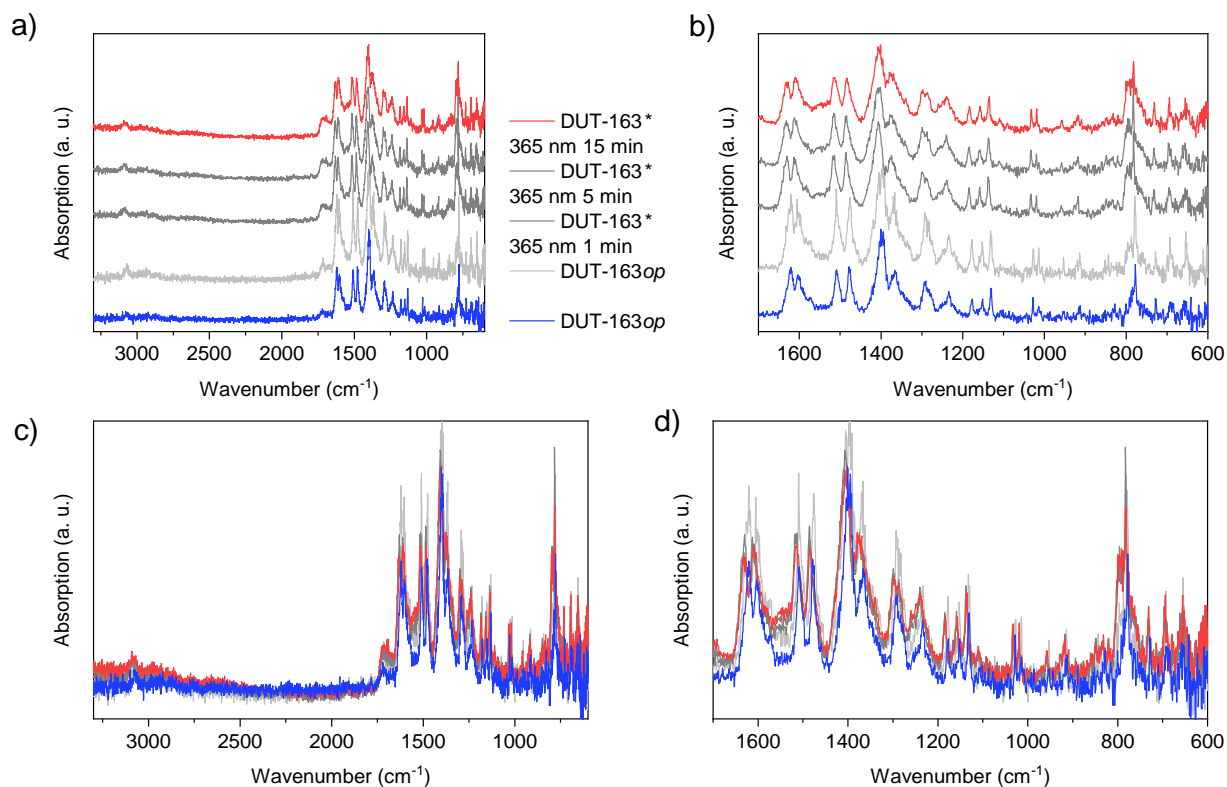 a)
Absorption (a. u.)
3000 2500 2000 1500 1000
Wavenumber (cm-1)
DUT-163*
365 nm 15 min
DUT-163*
365 nm 5 min
DUT-163*
365 nm 1 min
DUT-163op
DUT-163op
b)
Absorption (a. u.)
1600 1400 1200 1000 800 600
Wavenumber (cm-1)
c)
Absorption (a. u.)
3000 2500 2000 1500 1000
Wavenumber (cm-1)
d)
Absorption (a. u.)
1600 1400 1200 1000 800 600
Wavenumber (cm-1)